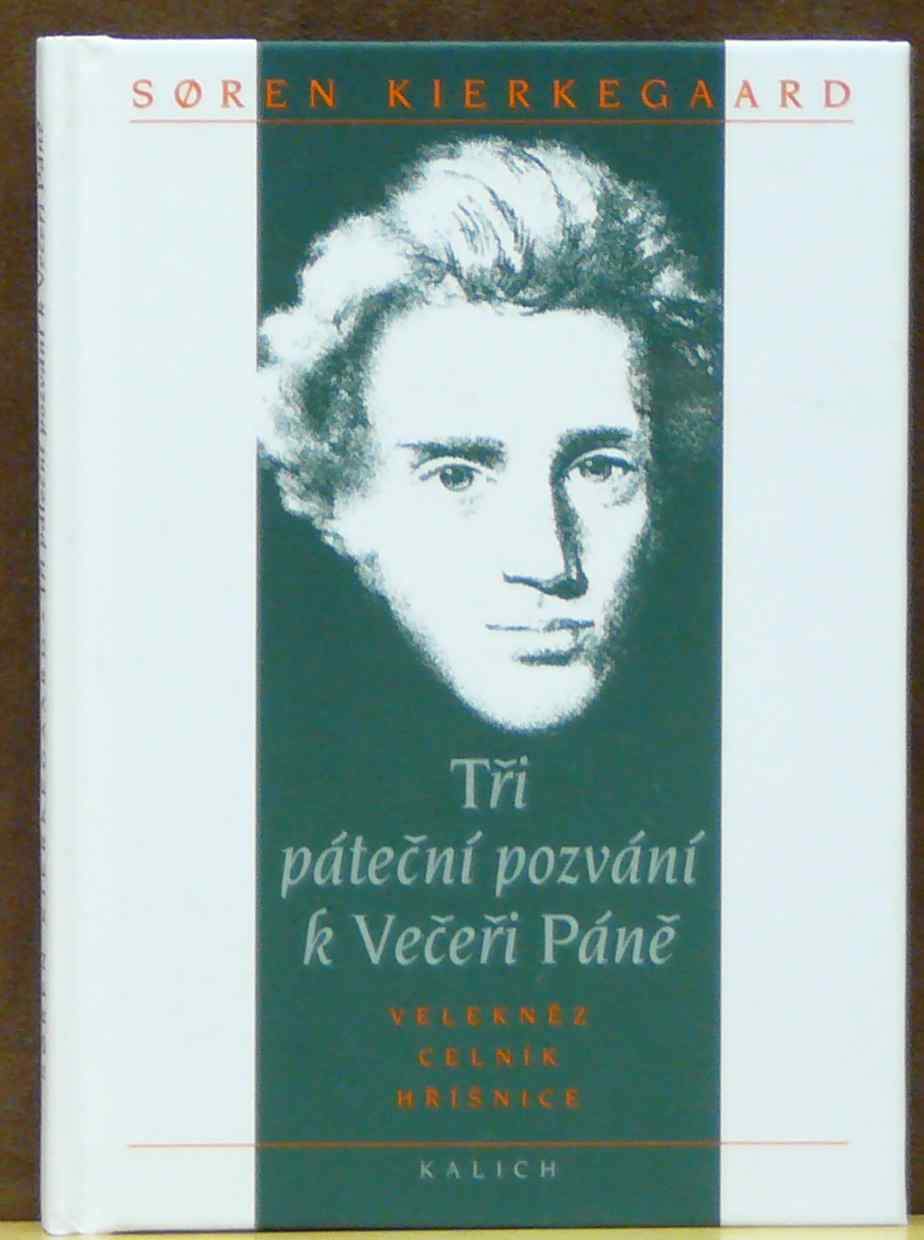 SØREN KIERKEGAARD
Tři
páteční pozvání
k Večeři Páně
VELEKNĚZ
CELNÍK
HŘÍŠNICE
KALICH